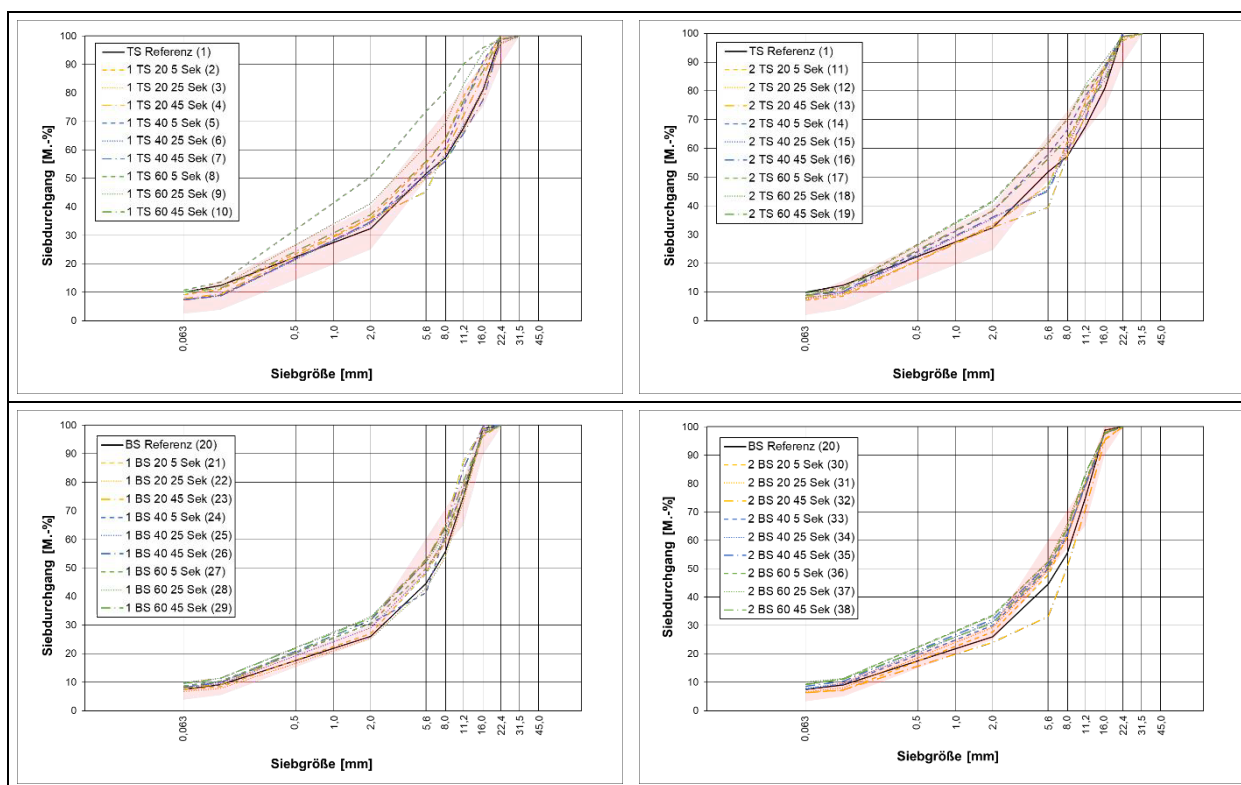 Siebdurchgang [M.-%]
100
90
80
70
60
50
40
30
20
10
0
TS Referenz (1)
1 TS 20 5 Sek (2)
1 TS 20 25 Sek (3)
1 TS 20 45 Sek (4)
1 TS 40 5 Sek (5)
1 TS 40 25 Sek (6)
1 TS 40 45 Sek (7)
1 TS 60 5 Sek (8)
1 TS 60 25 Sek (9)
1 TS 60 45 Sek (10)
0,063
0,5
1,0
2,0
5,6
8,0
11,2
16,0
22,4
31,5
45,0
Siebgröße [mm]
Siebdurchgang [M.-%]
100
90
80
70
60
50
40
30
20
10
0
TS Referenz (1)
2 TS 20 5 Sek (11)
2 TS 20 25 Sek (12)
2 TS 20 45 Sek (13)
2 TS 40 5 Sek (14)
2 TS 40 25 Sek (15)
2 TS 40 45 Sek (16)
2 TS 60 5 Sek (17)
2 TS 60 25 Sek (18)
2 TS 60 45 Sek (19)
0,063
0,5
1,0
2,0
5,6
8,0
11,2
16,0
22,4
31,5
45,0
Siebgröße [mm]
Siebdurchgang [M.-%]
100
90
80
70
60
50
40
30
20
10
0
BS Referenz (20)
1 BS 20 5 Sek (21)
1 BS 20 25 Sek (22)
1 BS 20 45 Sek (23)
1 BS 40 5 Sek (24)
1 BS 40 25 Sek (25)
1 BS 40 45 Sek (26)
1 BS 60 5 Sek (27)
1 BS 60 25 Sek (28)
1 BS 60 45 Sek (29)
0,063
0,5
1,0
2,0
5,6
8,0
11,2
16,0
22,4
31,5
45,0
Siebgröße [mm]
Siebdurchgang [M.-%]
100
90
80
70
60
50
40
30
20
10
0
BS Referenz (20)
2 BS 20 5 Sek (30)
2 BS 20 25 Sek (31)
2 BS 20 45 Sek (32)
2 BS 40 5 Sek (33)
2 BS 40 25 Sek (34)
2 BS 40 45 Sek (35)
2 BS 60 5 Sek (36)
2 BS 60 25 Sek (37)
2 BS 60 45 Sek (38)
0,063
0,5
1,0
2,0
5,6
8,0
11,2
16,0
22,4
31,5
45,0
Siebgröße [mm]